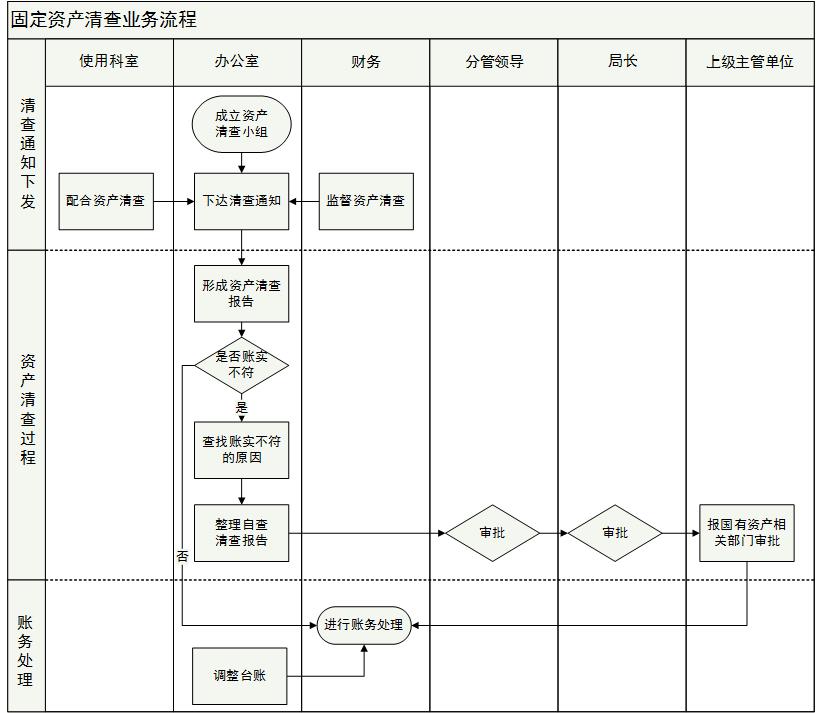 固定资产清查业务流程
使用科室
办公室
财务
分管领导
局长
上级主管单位
清查通知下发
成立资产
清查小组
配合资产清查
下达清查通知
监督资产清查
资产清查过程
形成资产清查
报告
是否账实
不符
是
查找账实不符
的原因
整理自查
清查报告
审批
审批
报国有资产相
关部门审批
否
账务处理
进行账务处理
调整台账